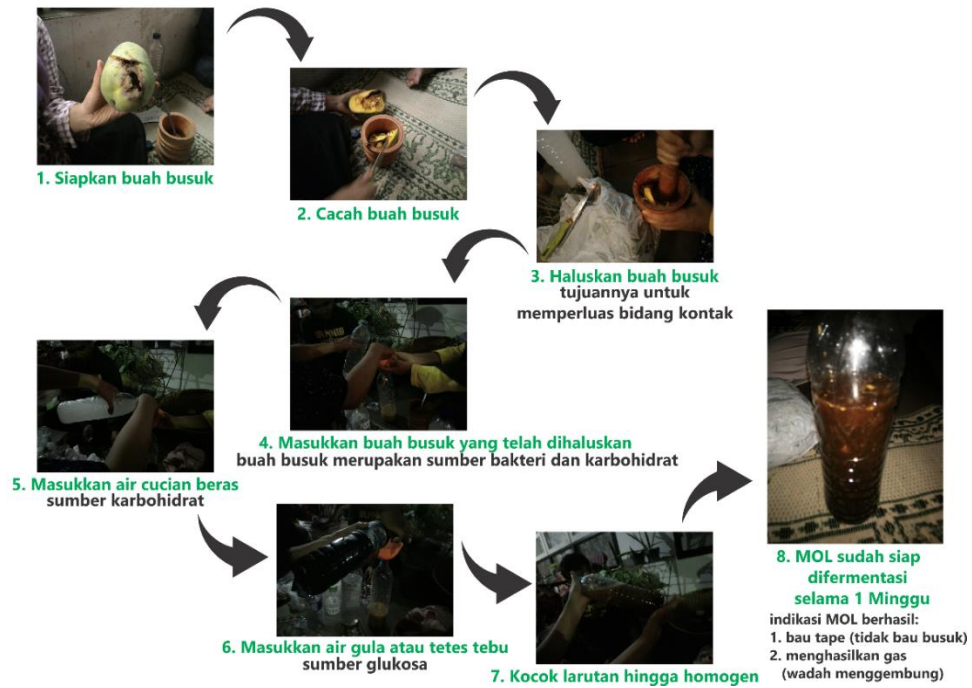 1. Siapkan buah busuk
2. Cacah buah busuk
3. Haluskan buah busuk
tujuannya untuk
memperluas bidang kontak
4. Masukkan buah busuk yang telah dihaluskan
buah busuk merupakan sumber bakteri dan karbohidrat
5. Masukkan air cucian beras
sumber karbohidrat
6. Masukkan air gula atau tetes tebu
sumber glukosa
7. Kocok larutan hingga homogen
8. MOL sudah siap
difermentasi
selama 1 Minggu
indikasi MOL berhasil:
1. bau tape (tidak bau busuk)
2. menghasilkan gas
(wadah menggembung)